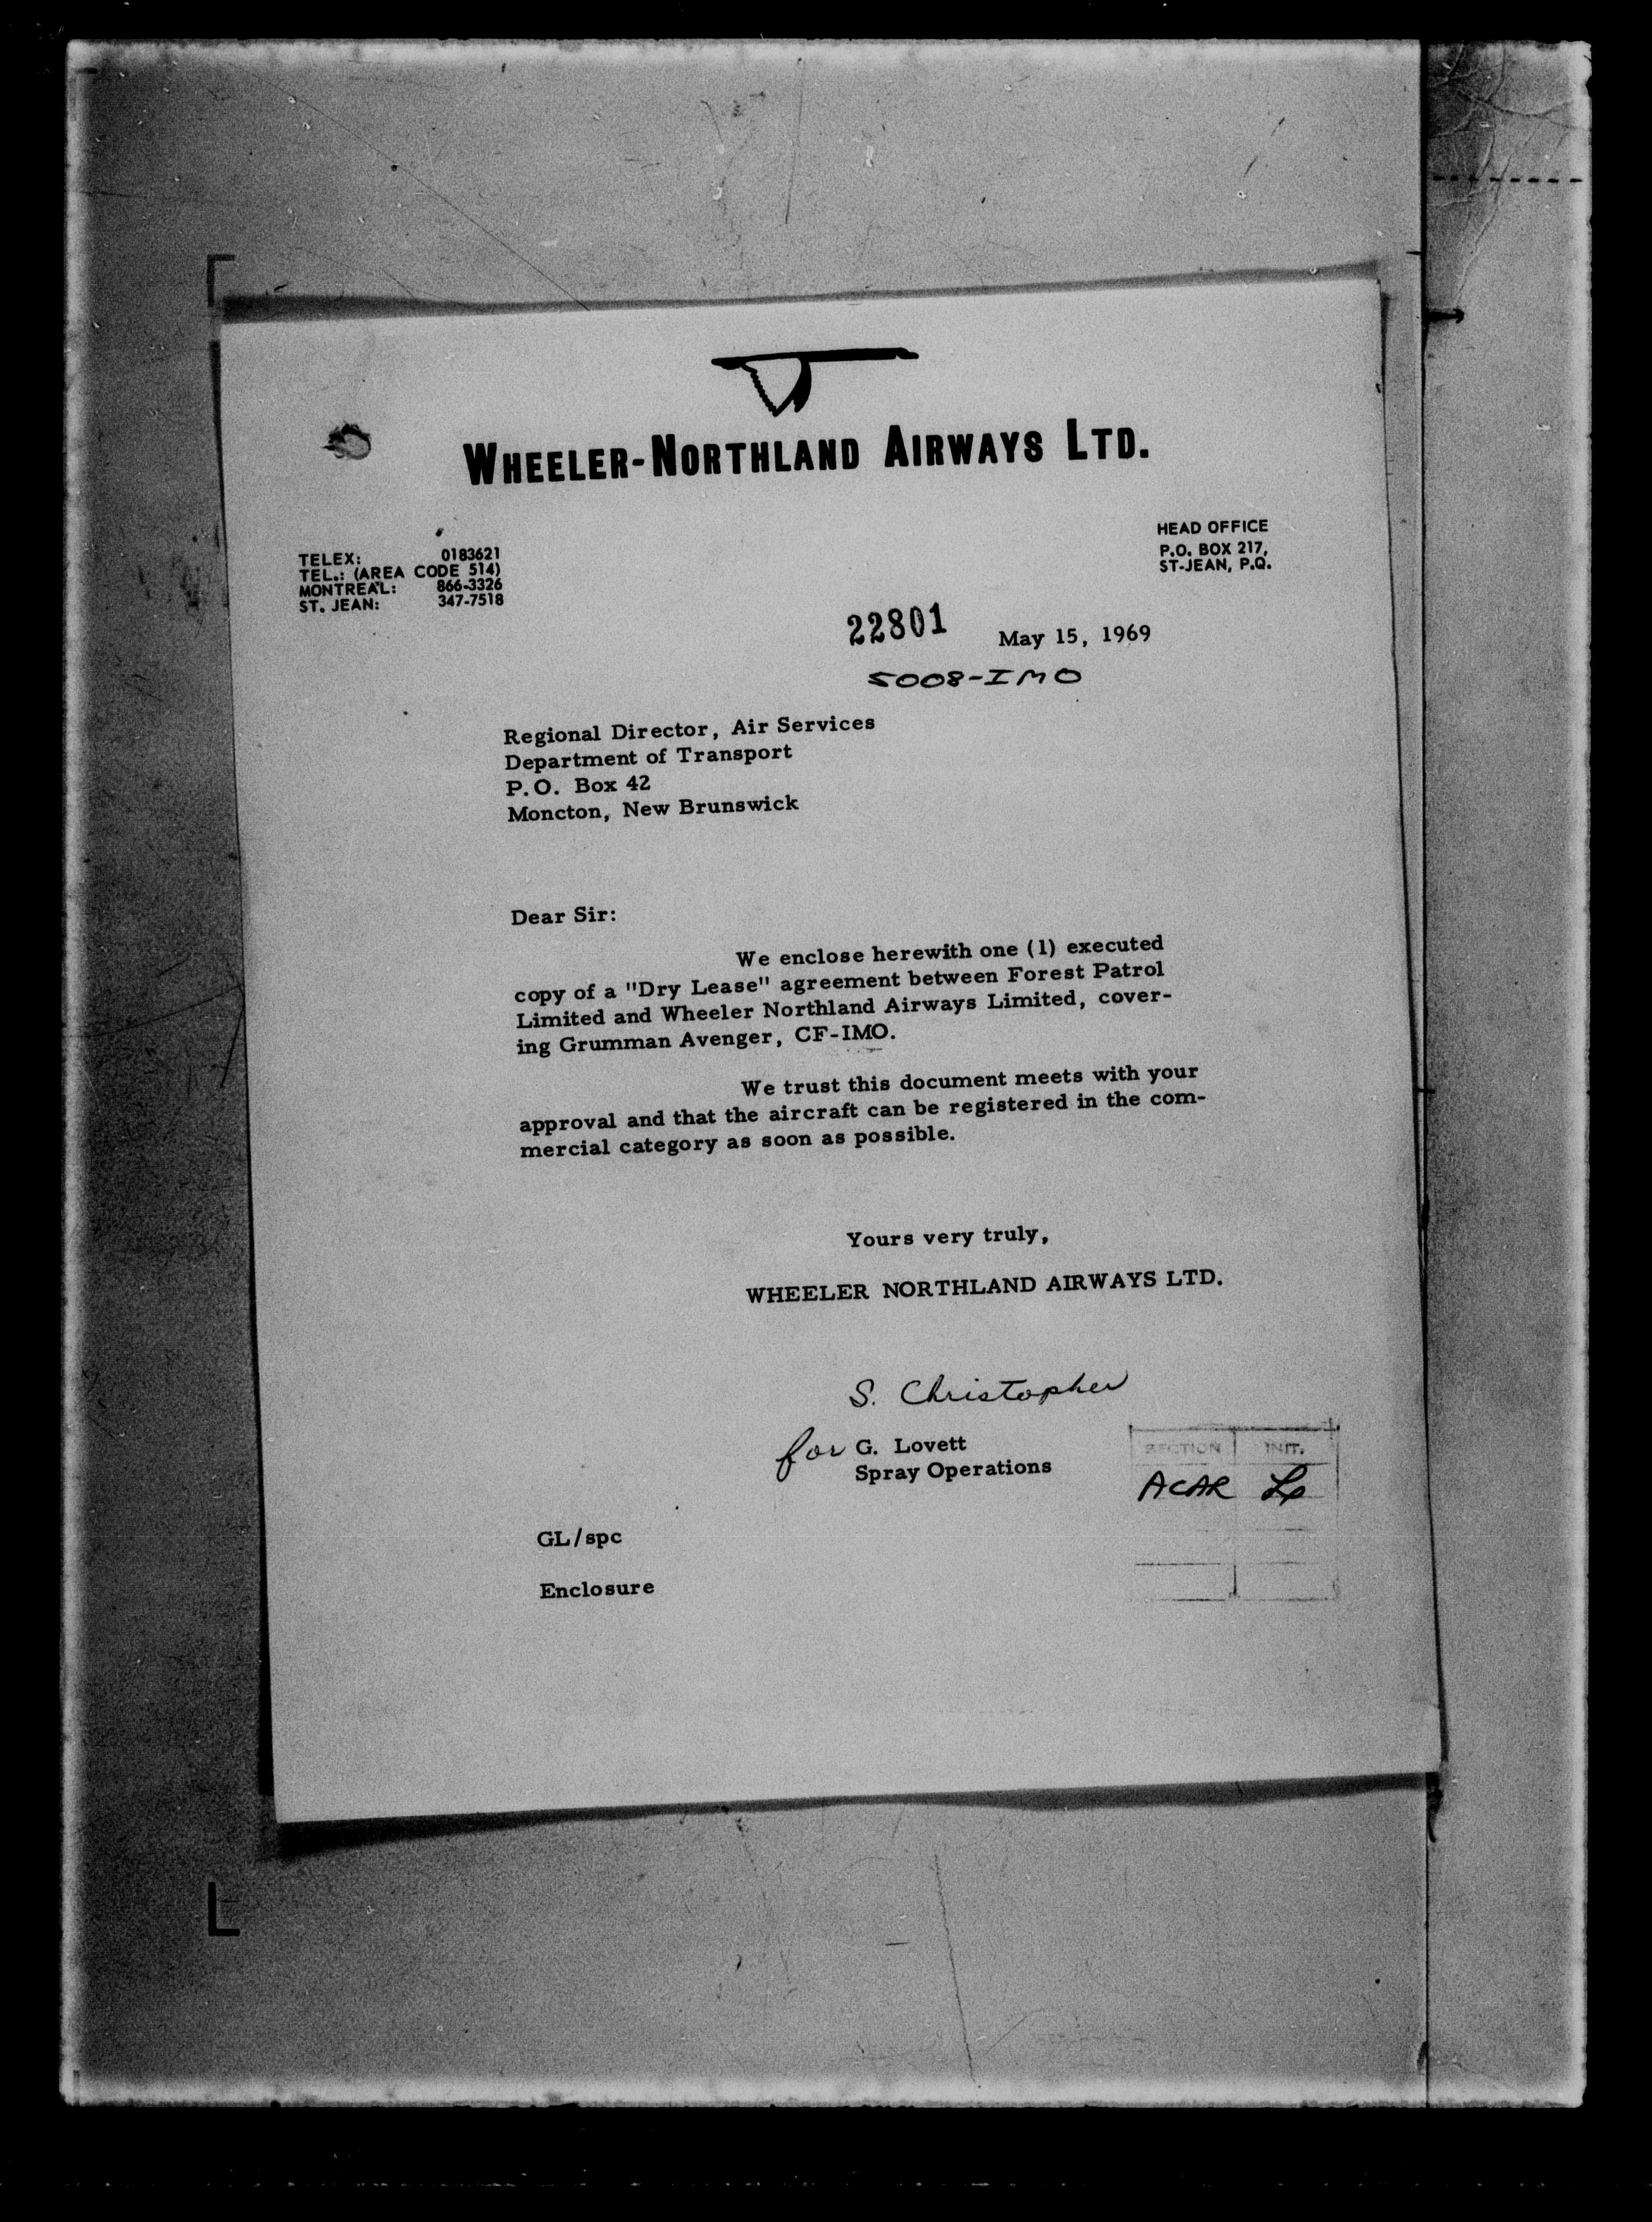 WHEELER-NORTHLAND AIRWAYS LTD.
TELEX: 0183621
TEL.: (AREA CODE 514)
MONTREAL: 866-3326
ST. JEAN: 347-7518
HEAD OFFICE
P.O. BOX 217,
ST-JEAN, P.Q.
22801 May 15, 1969
5008-IMO
Regional Director, Air Services
Department of Transport
P.O. Box 42
Moncton, New Brunswick
Dear Sir:
We enclose herewith one (1) executed
copy of a "Dry Lease" agreement between Forest Patrol
Limited and Wheeler Northland Airways Limited, cover-
ing Grumman Avenger, CF-IMO.
We trust this document meets with your
approval and that the aircraft can be registered in the com-
mercial category as soon as possible.
Yours very truly,
WHEELER NORTHLAND AIRWAYS LTD.
S. Christopher
for G. Lovett
Spray Operations
SECTION INIT.
ACAR
GL/spc
Enclosure